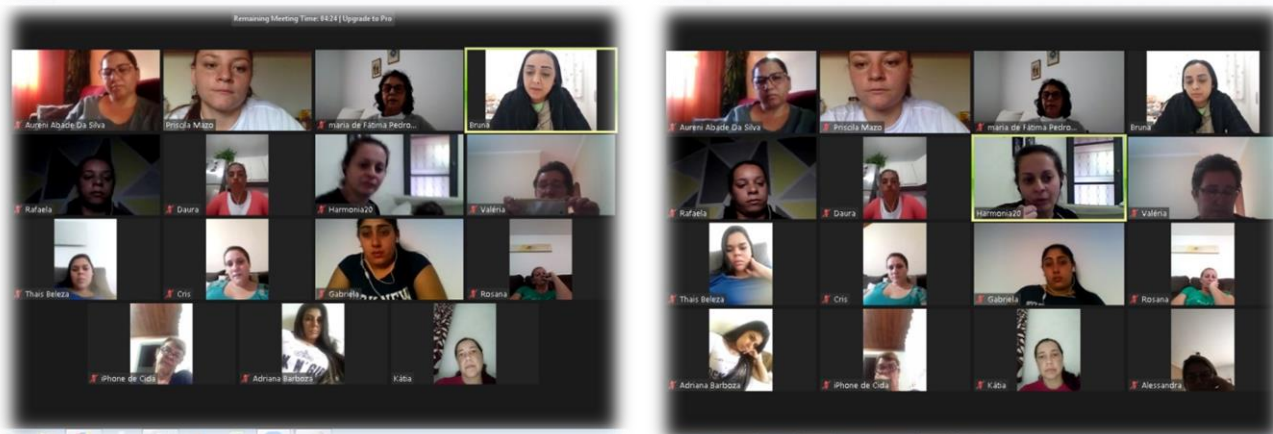 Remaining Meeting Time: 84:24 | Upgrade to Pro
Aureni Abade Da Silva
Priscila Mazo
maria de Fátima Pedro...
Bruna
Rafaela
Daura
Harmonia20
Valéria
Thais Beleza
Cris
Gabriela
Rosana
iPhone de Cida
Adriana Barboza
Kátia
Aureni Abade Da Silva
Priscila Mazo
maria de Fátima Pedro...
Bruna
Rafaela
Daura
Harmonia20
Valéria
Thais Beleza
Cris
Gabriela
Rosana
Adriana Barboza
iPhone de Cida
Kátia
Alessandra